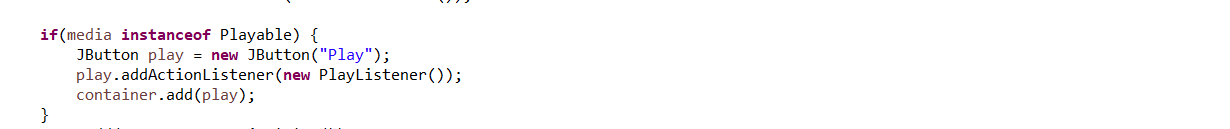 if(media instanceof Playable) {
JButton play = new JButton("Play");
play.addActionListener(new PlayListener());
container.add(play);
}